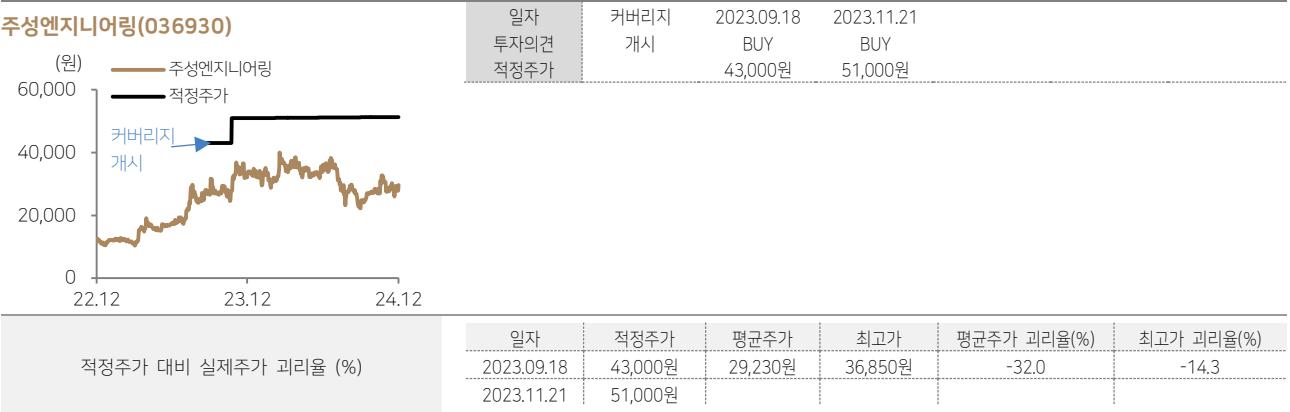 주성엔지니어링(036930)
(원)
주성엔지니어링
적정주가
60,000
40,000
20,000
0
커버리지
개시
22.12 23.12 24.12
일자 커버리지 2023.09.18 2023.11.21
투자의견 개시 BUY BUY
적정주가 43,000원 51,000원
적정주가 대비 실제주가 괴리율 (%)
일자 적정주가 평균주가 최고가 평균주가 괴리율(%) 최고가 괴리율(%)
2023.09.18 43,000원 29,230원 36,850원 -32.0 -14.3
2023.11.21 51,000원